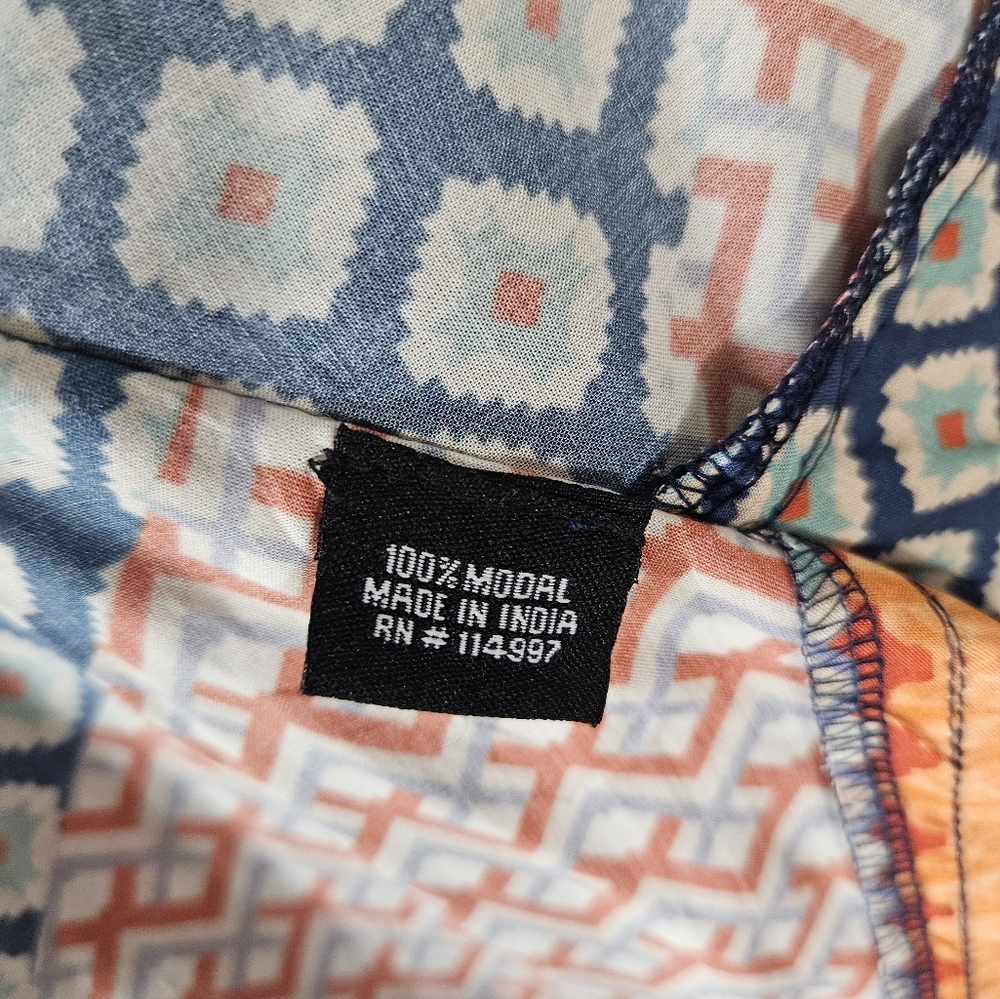 100% MODAL
MADE IN INDIA
RN # 114997